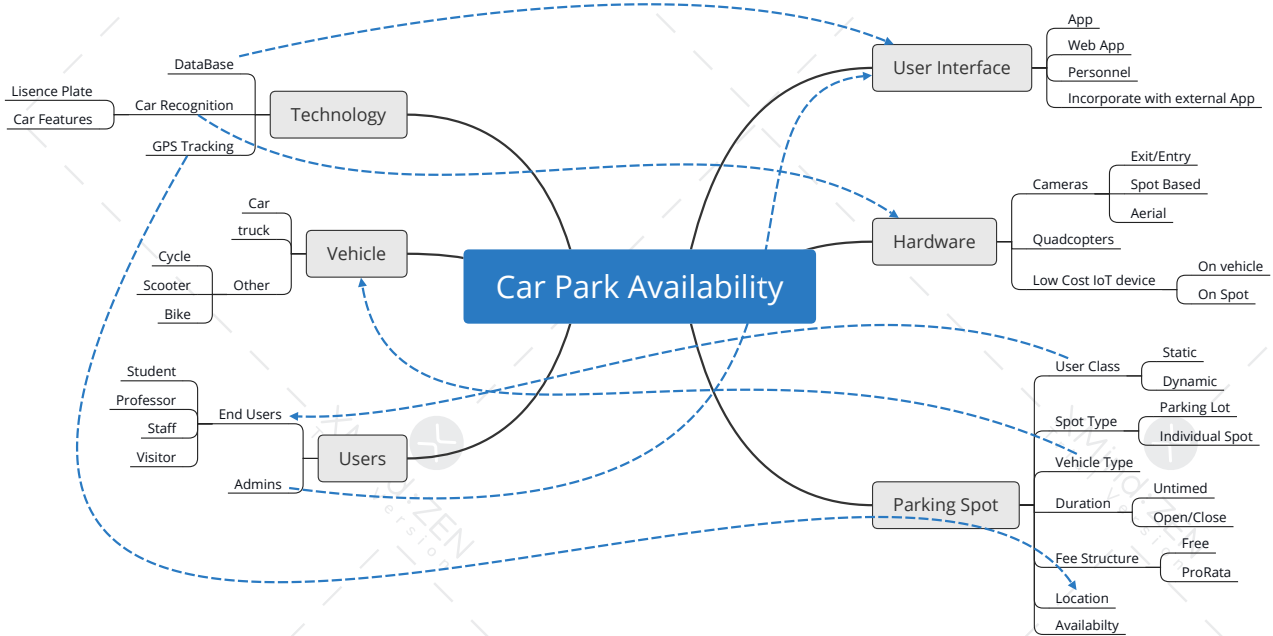 Car Park Availability
Technology
DataBase
Car Recognition
Lisence Plate
Car Features
GPS Tracking
Vehicle
Car
truck
Other
Cycle
Scooter
Bike
Users
End Users
Student
Professor
Staff
Visitor
Admins
User Interface
App
Web App
Personnel
Incorporate with external App
Hardware
Cameras
Exit/Entry
Spot Based
Aerial
Quadcopters
Low Cost IoT device
On vehicle
On Spot
Parking Spot
User Class
Static
Dynamic
Spot Type
Parking Lot
Individual Spot
Vehicle Type
Duration
Untimed
Open/Close
Fee Structure
Free
ProRata
Location
Availabilty
XMind:ZEN
XMind:ZEN